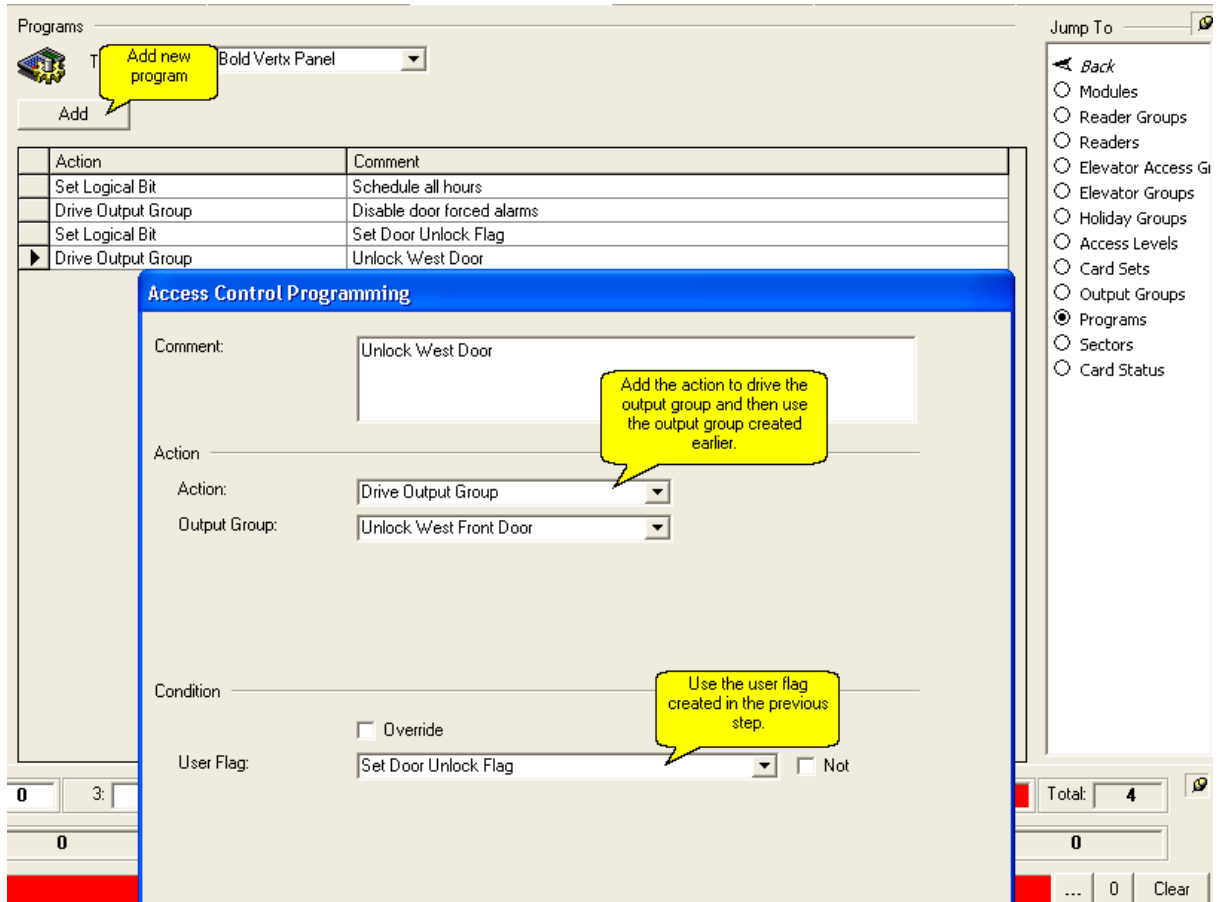 Programs
Add new
program
T
Bold Vertx Panel
Add
Action Comment
Set Logical Bit Schedule all hours
Drive Output Group Disable door forced alarms
Set Logical Bit Set Door Unlock Flag
Drive Output Group Unlock West Door
Access Control Programming
Comment: Unlock West Door
Add the action to drive the
output group and then use
the output group created
earlier.
Action
Action: Drive Output Group
Output Group: Unlock West Front Door
Condition
Use the user flag
created in the previous
step.
Override
User Flag: Set Door Unlock Flag Not
Jump To
Back
Modules
Reader Groups
Readers
Elevator Access G
Elevator Groups
Holiday Groups
Access Levels
Card Sets
Output Groups
Programs
Sectors
Card Status
0 3: Total: 4
0 0
... 0 Clear